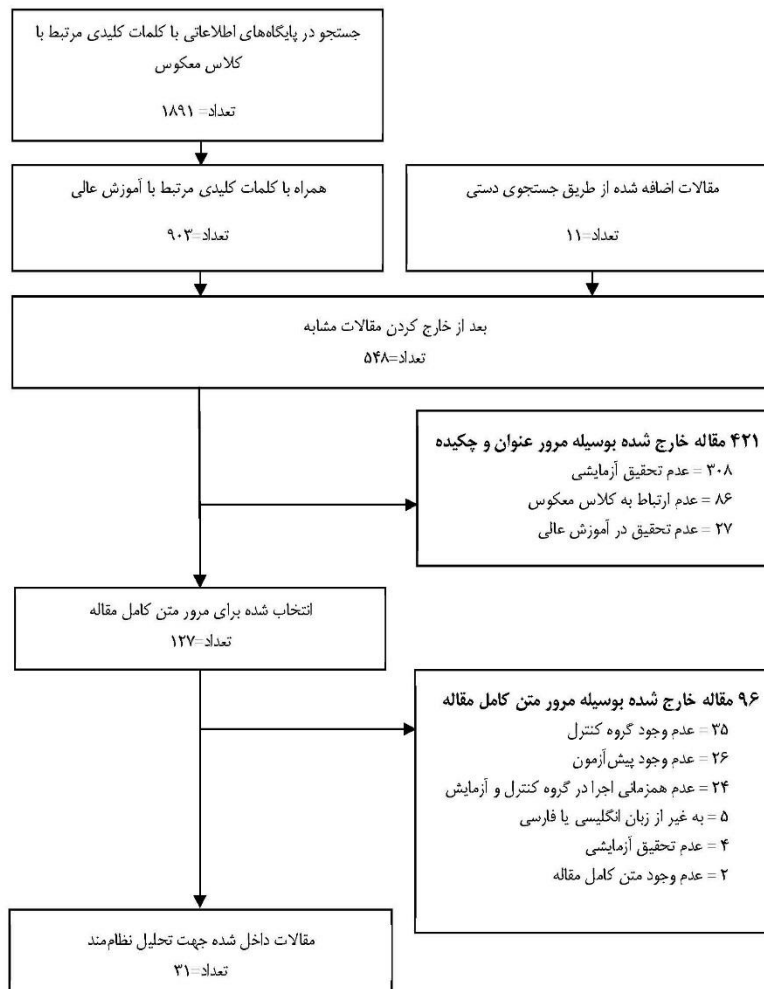 جستجو در پایگاه‌های اطلاعاتی با کلمات کلیدی مرتبط با
کلاس معکوس
تعداد= ۱۸۹۱
همراه با کلمات کلیدی مرتبط با آموزش عالی
تعداد=۹۰۳
مقالات اضافه شده از طریق جستجوی دستی
تعداد=۱۱
بعد از خارج کردن مقالات مشابه
تعداد=۵۴۸
۴۲۱ مقاله خارج شده بوسیله مرور عنوان و چکیده
۳۰۸ = عدم تحقیق آزمایشی
۸۶ = عدم ارتباط به کلاس معکوس
۲۷ = عدم تحقیق در آموزش عالی
انتخاب شده برای مرور متن کامل مقاله
تعداد=۱۲۷
۹۶ مقاله خارج شده بوسیله مرور متن کامل مقاله
۳۵ = عدم وجود گروه کنترل
۲۶ = عدم وجود پیش‌آزمون
۲۴ = عدم همزمانی اجرا در گروه کنترل و آزمایش
۵ = به غیر از زبان انگلیسی یا فارسی
۴ = عدم تحقیق آزمایشی
۲ = عدم وجود متن کامل مقاله
مقالات داخل شده جهت تحلیل نظام‌مند
تعداد=۳۱